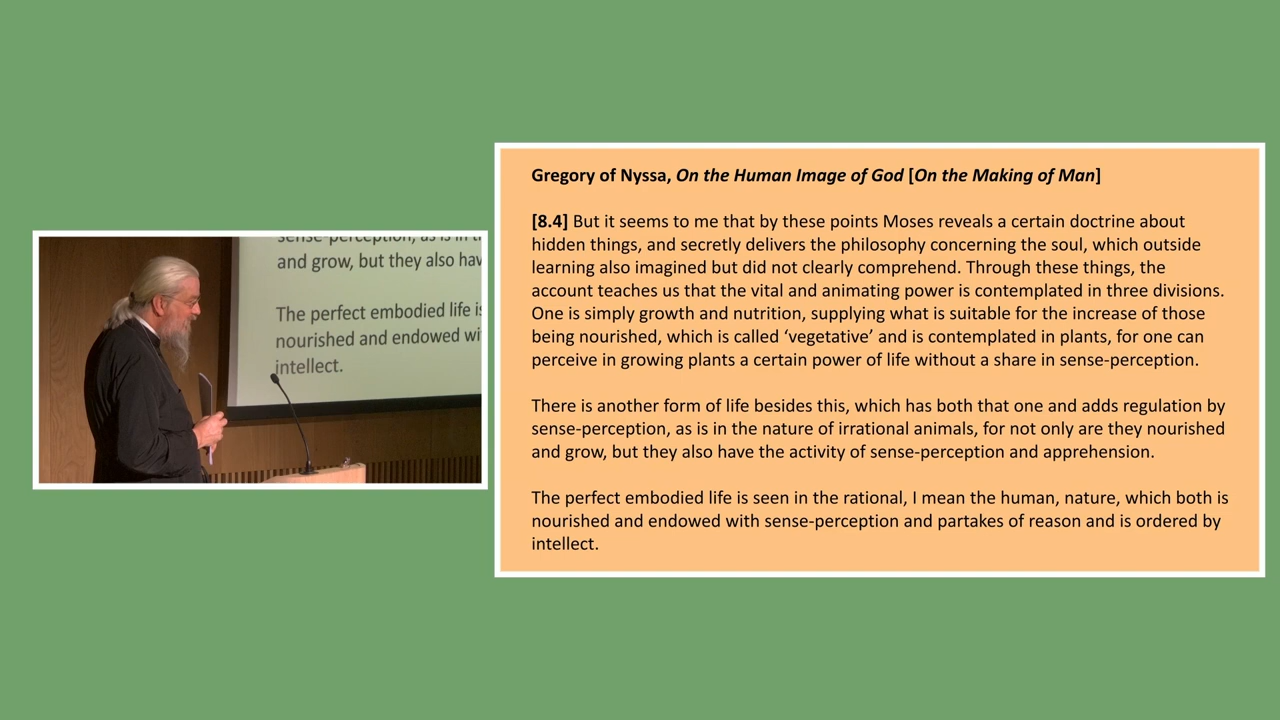 sense-perception, as is in t
and grow, but they also hav
The perfect embodied life is
nourished and endowed wi
intellect.
Gregory of Nyssa, On the Human Image of God [On the Making of Man]
[8.4] But it seems to me that by these points Moses reveals a certain doctrine about
hidden things, and secretly delivers the philosophy concerning the soul, which outside
learning also imagined but did not clearly comprehend. Through these things, the
account teaches us that the vital and animating power is contemplated in three divisions.
One is simply growth and nutrition, supplying what is suitable for the increase of those
being nourished, which is called ‘vegetative’ and is contemplated in plants, for one can
perceive in growing plants a certain power of life without a share in sense-perception.
There is another form of life besides this, which has both that one and adds regulation by
sense-perception, as is in the nature of irrational animals, for not only are they nourished
and grow, but they also have the activity of sense-perception and apprehension.
The perfect embodied life is seen in the rational, I mean the human, nature, which both is
nourished and endowed with sense-perception and partakes of reason and is ordered by
intellect.